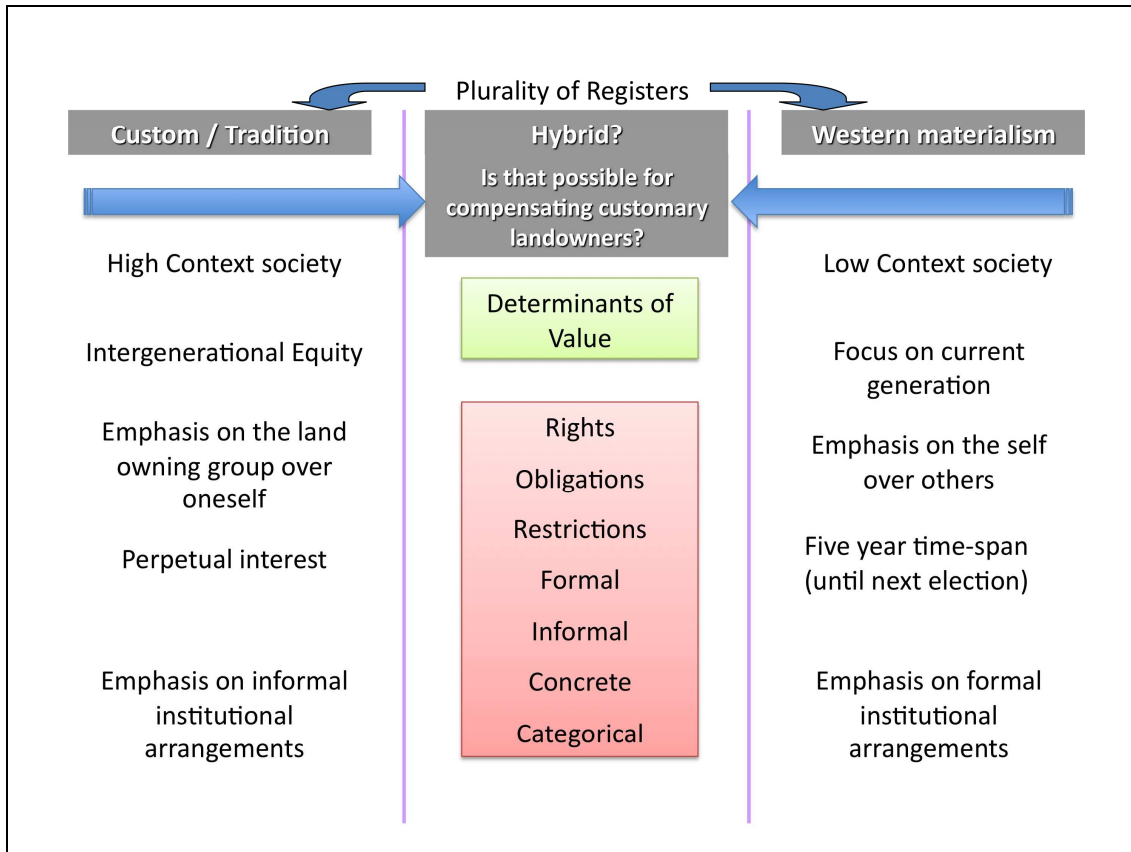 Plurality of Registers
Custom / Tradition
High Context society
Intergenerational Equity
Emphasis on the land
owning group over
oneself
Perpetual interest
Emphasis on informal
institutional
arrangements
Hybrid?
Is that possible for
compensating customary
landowners?
Determinants of
Value
Rights
Obligations
Restrictions
Formal
Informal
Concrete
Categorical
Western materialism
Low Context society
Focus on current
generation
Emphasis on the self
over others
Five year time-span
(until next election)
Emphasis on formal
institutional
arrangements